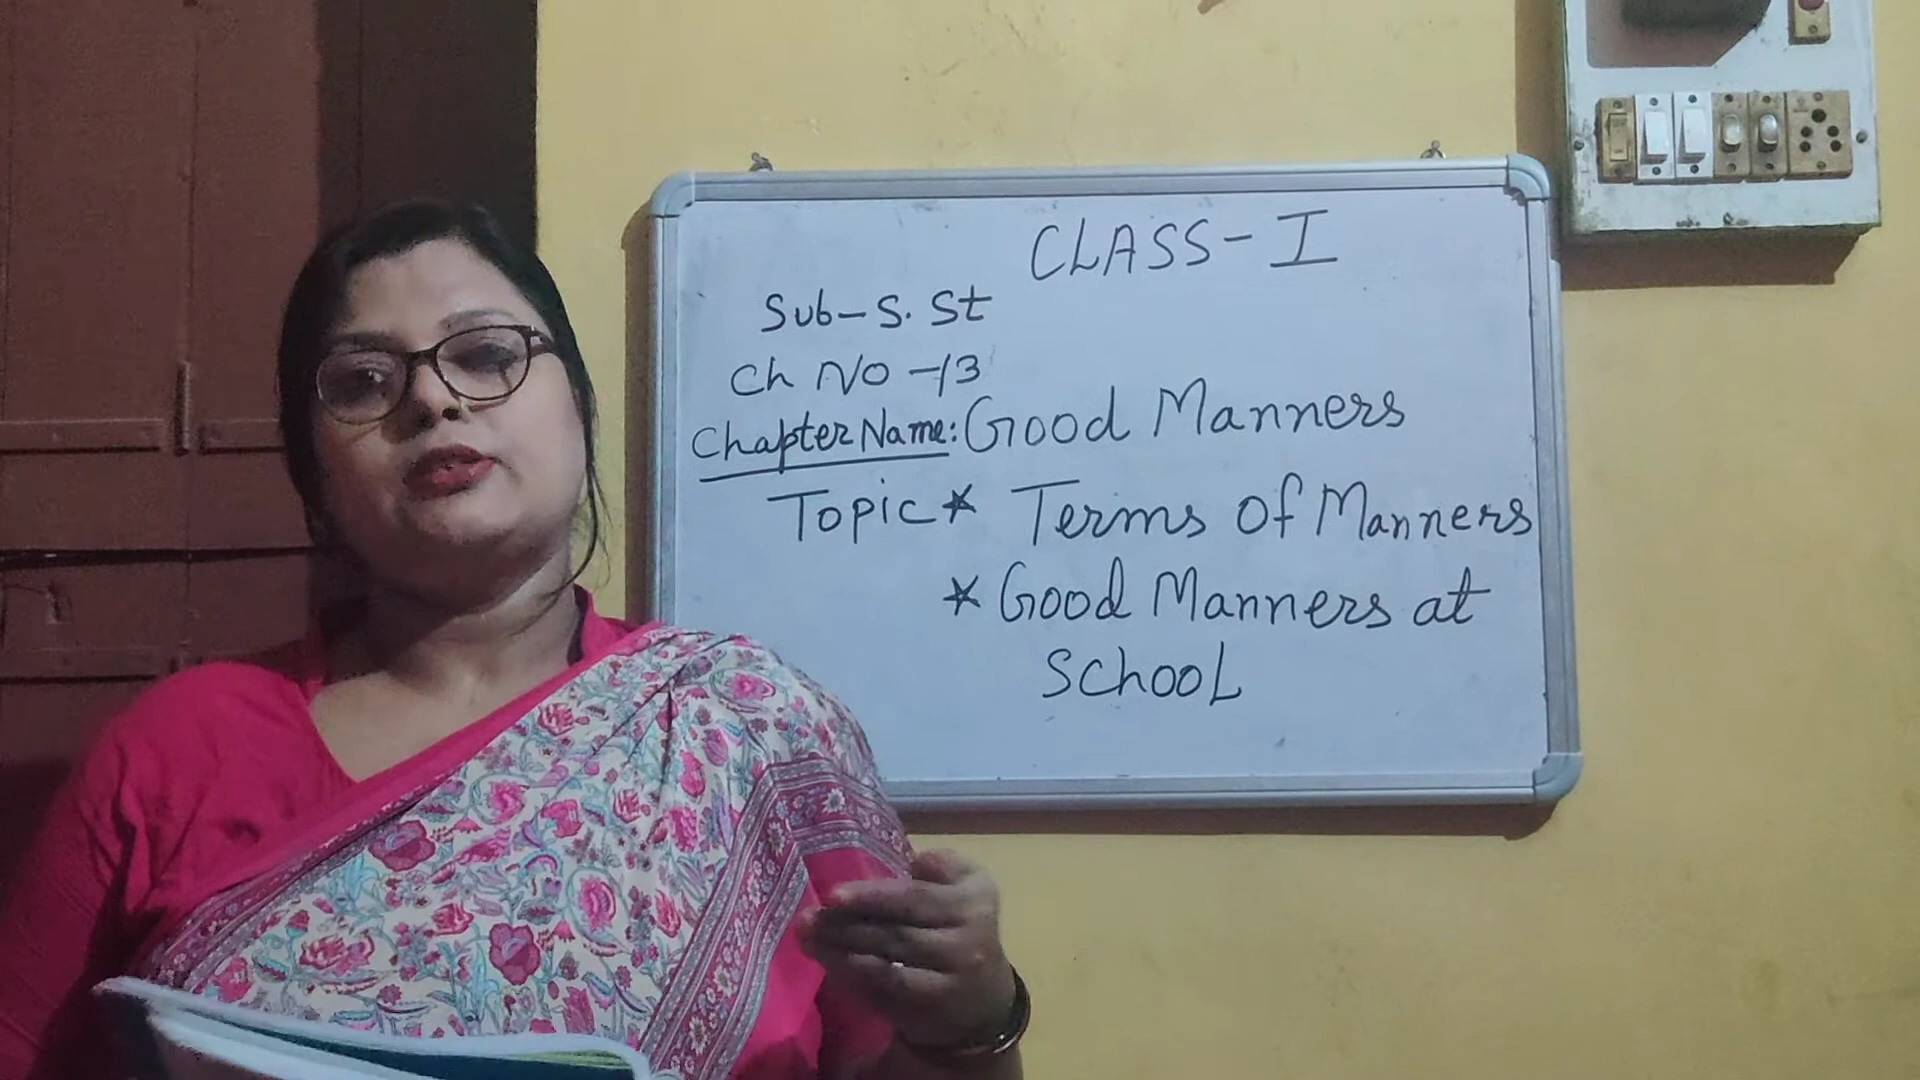 CLASS-I
Sub-S. St
Ch No-13
Chapter Name: Good Manners
Topic * Terms of Manners
* Good Manners at
School